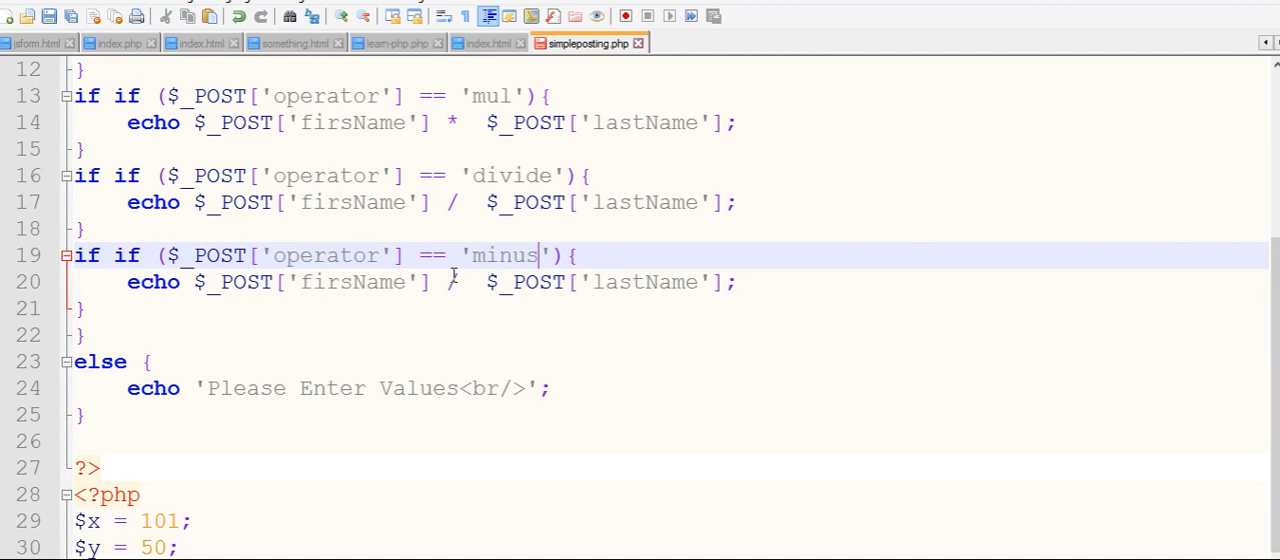 jsform.html index.php index.html something.html learn-php.php index.html simpleposting.php
12 }
13 if if ($_POST['operator'] == 'mul'){
14 echo $_POST['firsName'] * $_POST['lastName'];
15 }
16 if if ($_POST['operator'] == 'divide'){
17 echo $_POST['firsName'] / $_POST['lastName'];
18 }
19 if if ($_POST['operator'] == 'minus'){
20 echo $_POST['firsName'] / $_POST['lastName'];
21 }
22 }
23 else {
24 echo 'Please Enter Values<br/>';
25 }
26
27 ?>
28 <?php
29 $x = 101;
30 $y = 50;